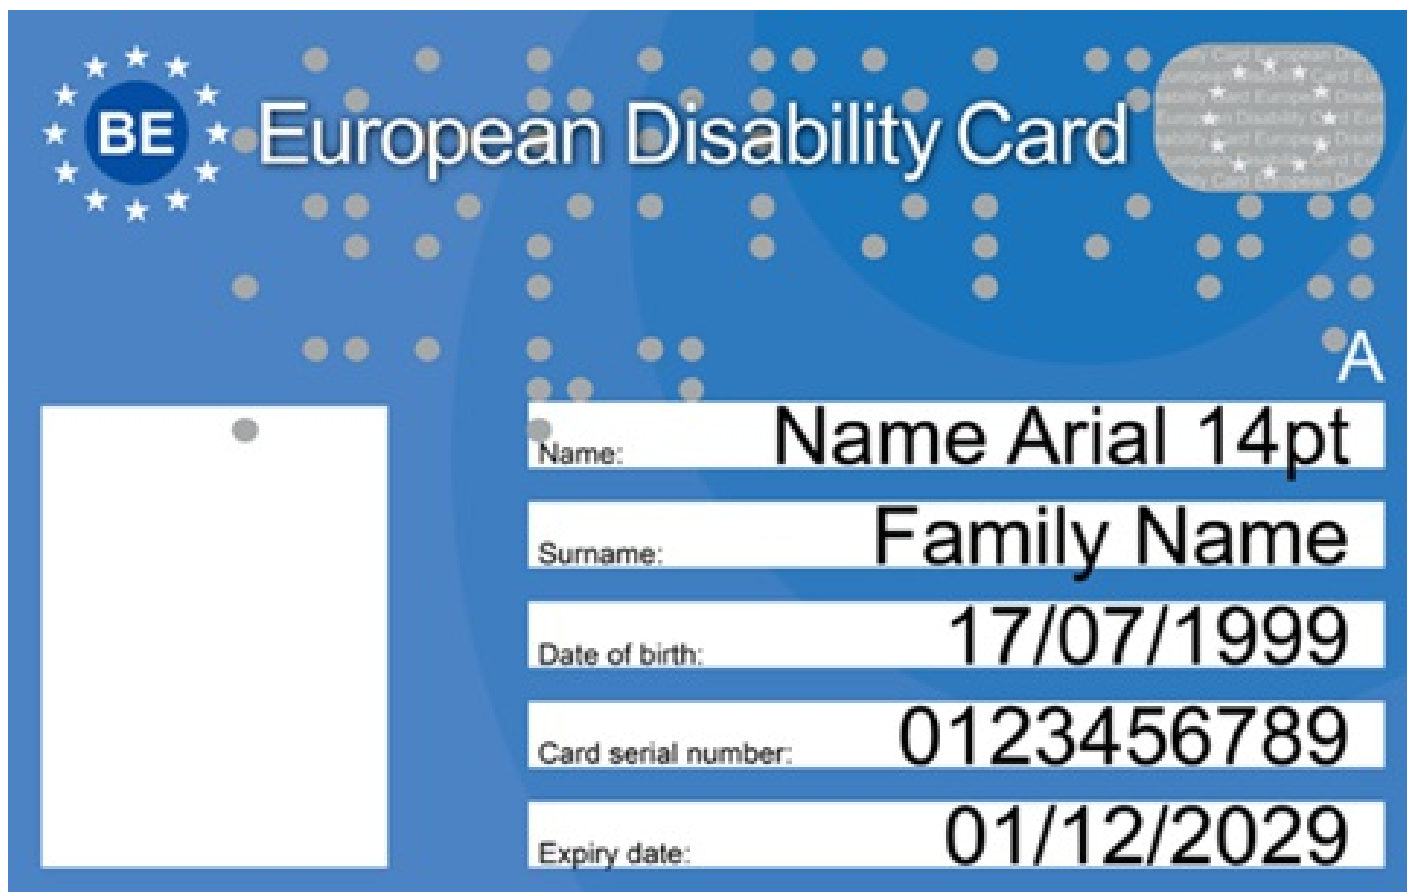 BE European Disability Card
A
Name: Name Arial 14pt
Surname: Family Name
Date of birth: 17/07/1999
Card serial number: 0123456789
Expiry date: 01/12/2029